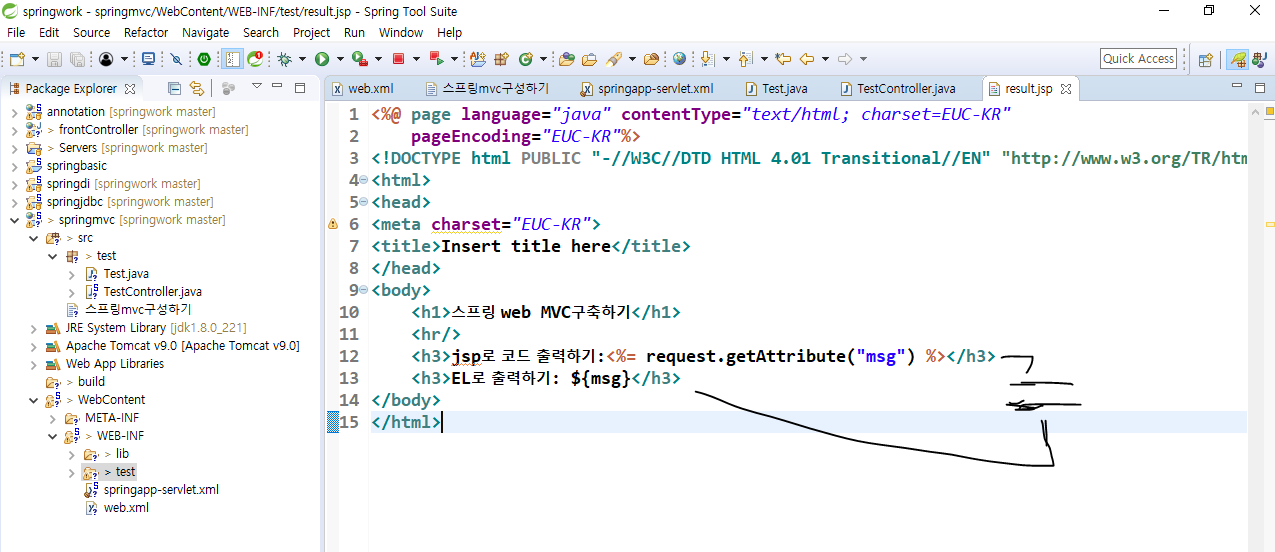 springwork - springmvc/WebContent/WEB-INF/test/result.jsp - Spring Tool Suite
File Edit Source Refactor Navigate Search Project Run Window Help
Quick Access
Package Explorer
web.xml
스프링mvc구성하기
springapp-servlet.xml
Test.java
TestController.java
result.jsp
annotation [springwork master]
> frontController [springwork master]
> Servers [springwork master]
springbasic
springdi [springwork master]
springjdbc [springwork master]
> springmvc [springwork master]
> src
> test
Test.java
TestController.java
스프링mvc구성하기
JRE System Library [jdk1.8.0_221]
Apache Tomcat v9.0 [Apache Tomcat v9.0]
Web App Libraries
> build
> WebContent
META-INF
> WEB-INF
> lib
> test
springapp-servlet.xml
web.xml
1 <%@ page language="java" contentType="text/html; charset=EUC-KR"
2 pageEncoding="EUC-KR"%>
3 <!DOCTYPE html PUBLIC "-//W3C//DTD HTML 4.01 Transitional//EN" "http://www.w3.org/TR/htm
4 <html>
5 <head>
6 <meta charset="EUC-KR">
7 <title>Insert title here</title>
8 </head>
9 <body>
10 <h1>스프링 web MVC구축하기</h1>
11 <hr/>
12 <h3>jsp로 코드 출력하기:<%= request.getAttribute("msg") %></h3>
13 <h3>EL로 출력하기: ${msg}</h3>
14 </body>
15 </html>